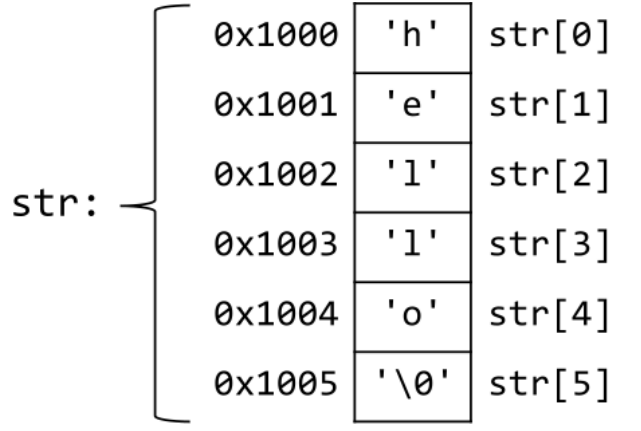 0x1000 'h' str[0]
0x1001 'e' str[1]
0x1002 'l' str[2]
str:
0x1003 'l' str[3]
0x1004 'o' str[4]
0x1005 '\0' str[5]